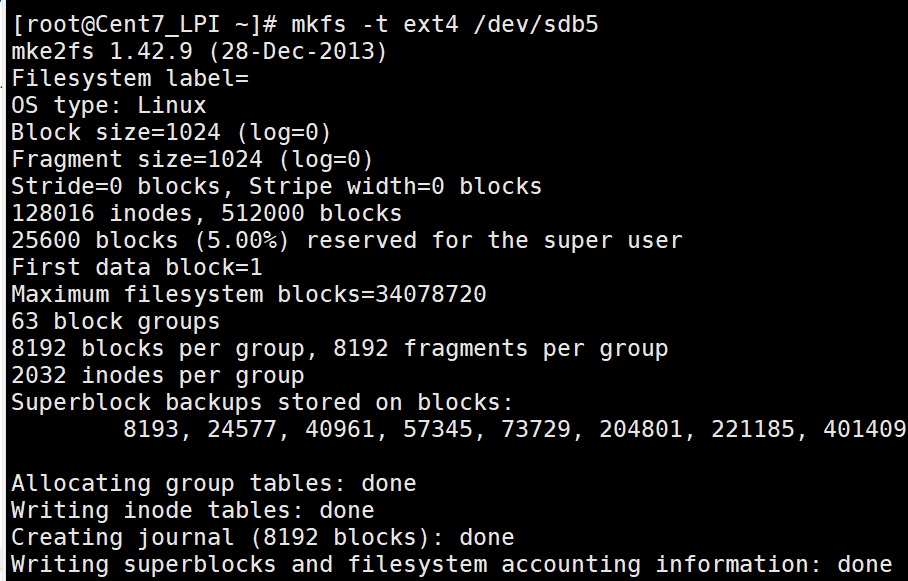 [root@Cent7_LPI ~]# mkfs -t ext4 /dev/sdb5
mke2fs 1.42.9 (28-Dec-2013)
Filesystem label=
OS type: Linux
Block size=1024 (log=0)
Fragment size=1024 (log=0)
Stride=0 blocks, Stripe width=0 blocks
128016 inodes, 512000 blocks
25600 blocks (5.00%) reserved for the super user
First data block=1
Maximum filesystem blocks=34078720
63 block groups
8192 blocks per group, 8192 fragments per group
2032 inodes per group
Superblock backups stored on blocks:
        8193, 24577, 40961, 57345, 73729, 204801, 221185, 401409

Allocating group tables: done
Writing inode tables: done
Creating journal (8192 blocks): done
Writing superblocks and filesystem accounting information: done